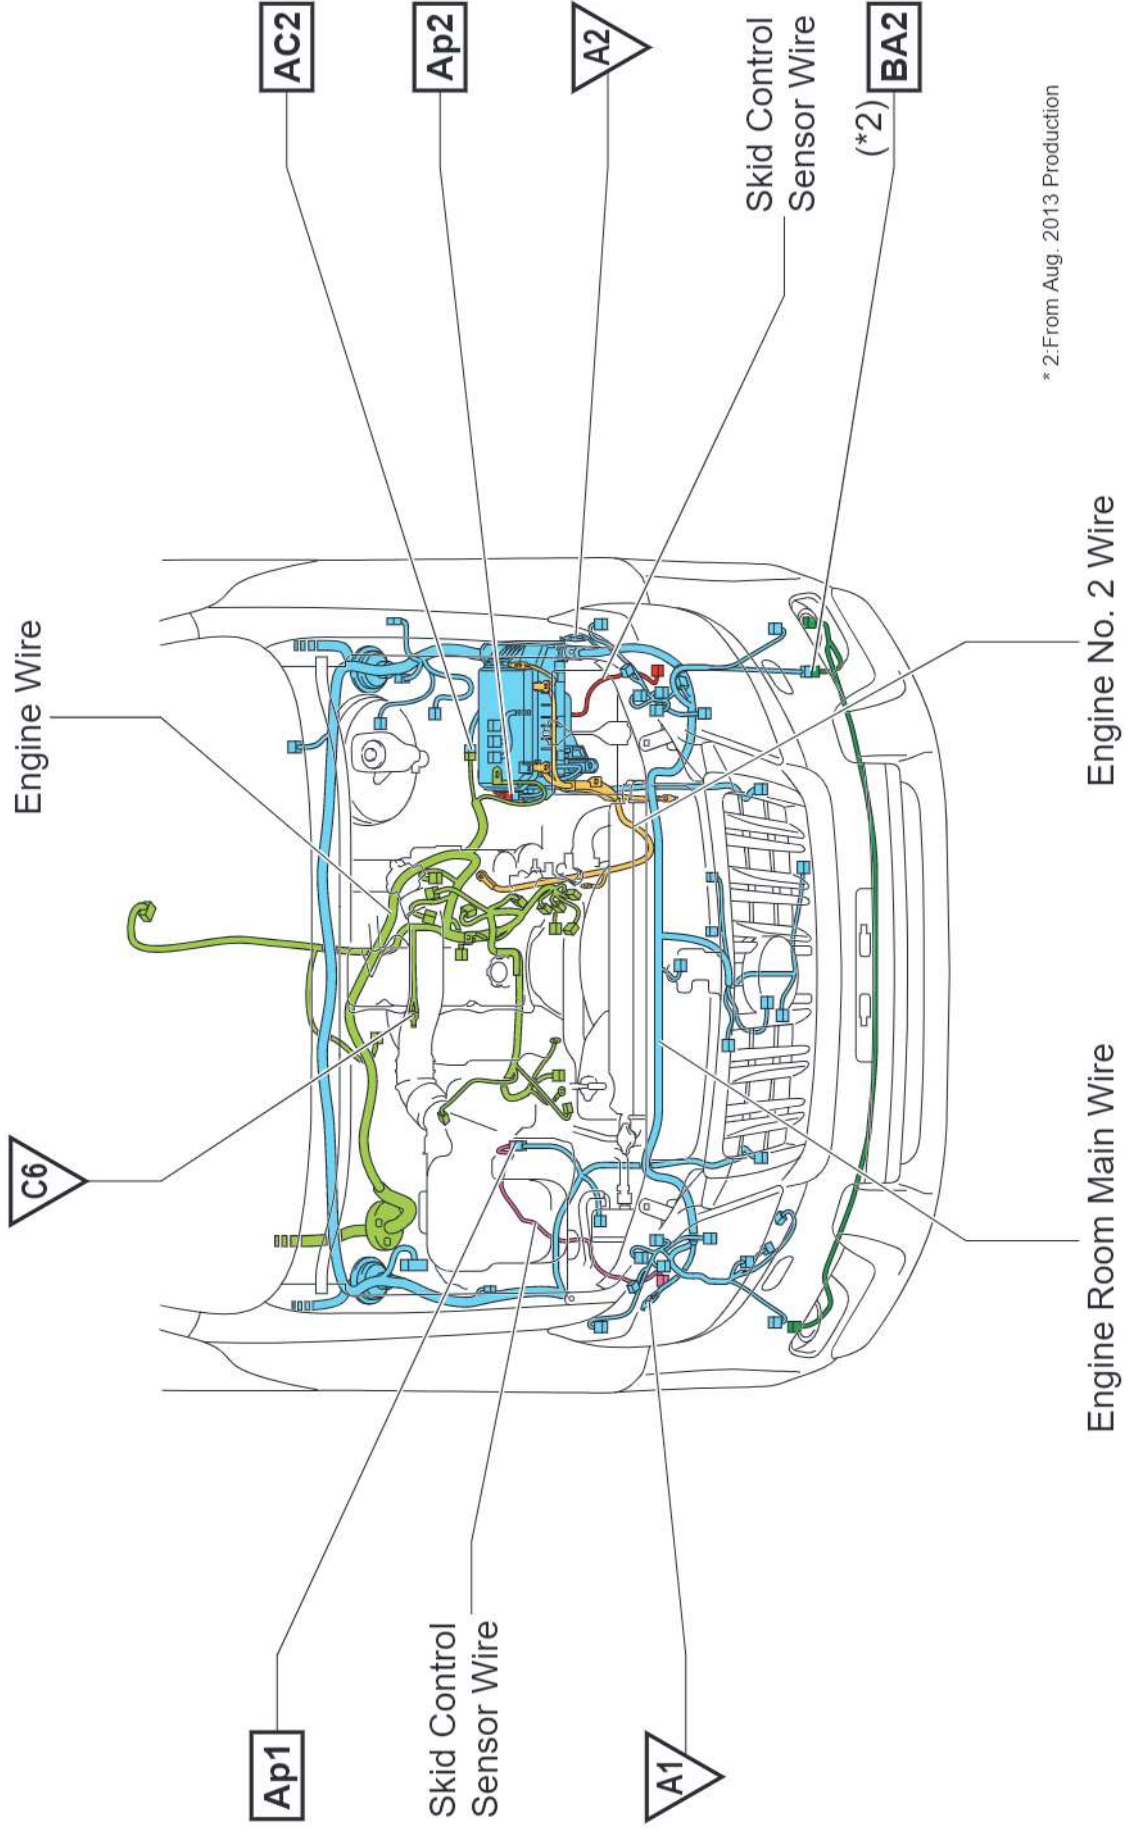 Engine Wire
C6
AC2
Ap2
A2
Skid Control
Sensor Wire
(*2)
BA2
Ap1
Skid Control
Sensor Wire
A1
Engine Room Main Wire
Engine No. 2 Wire
* 2:From Aug. 2013 Production